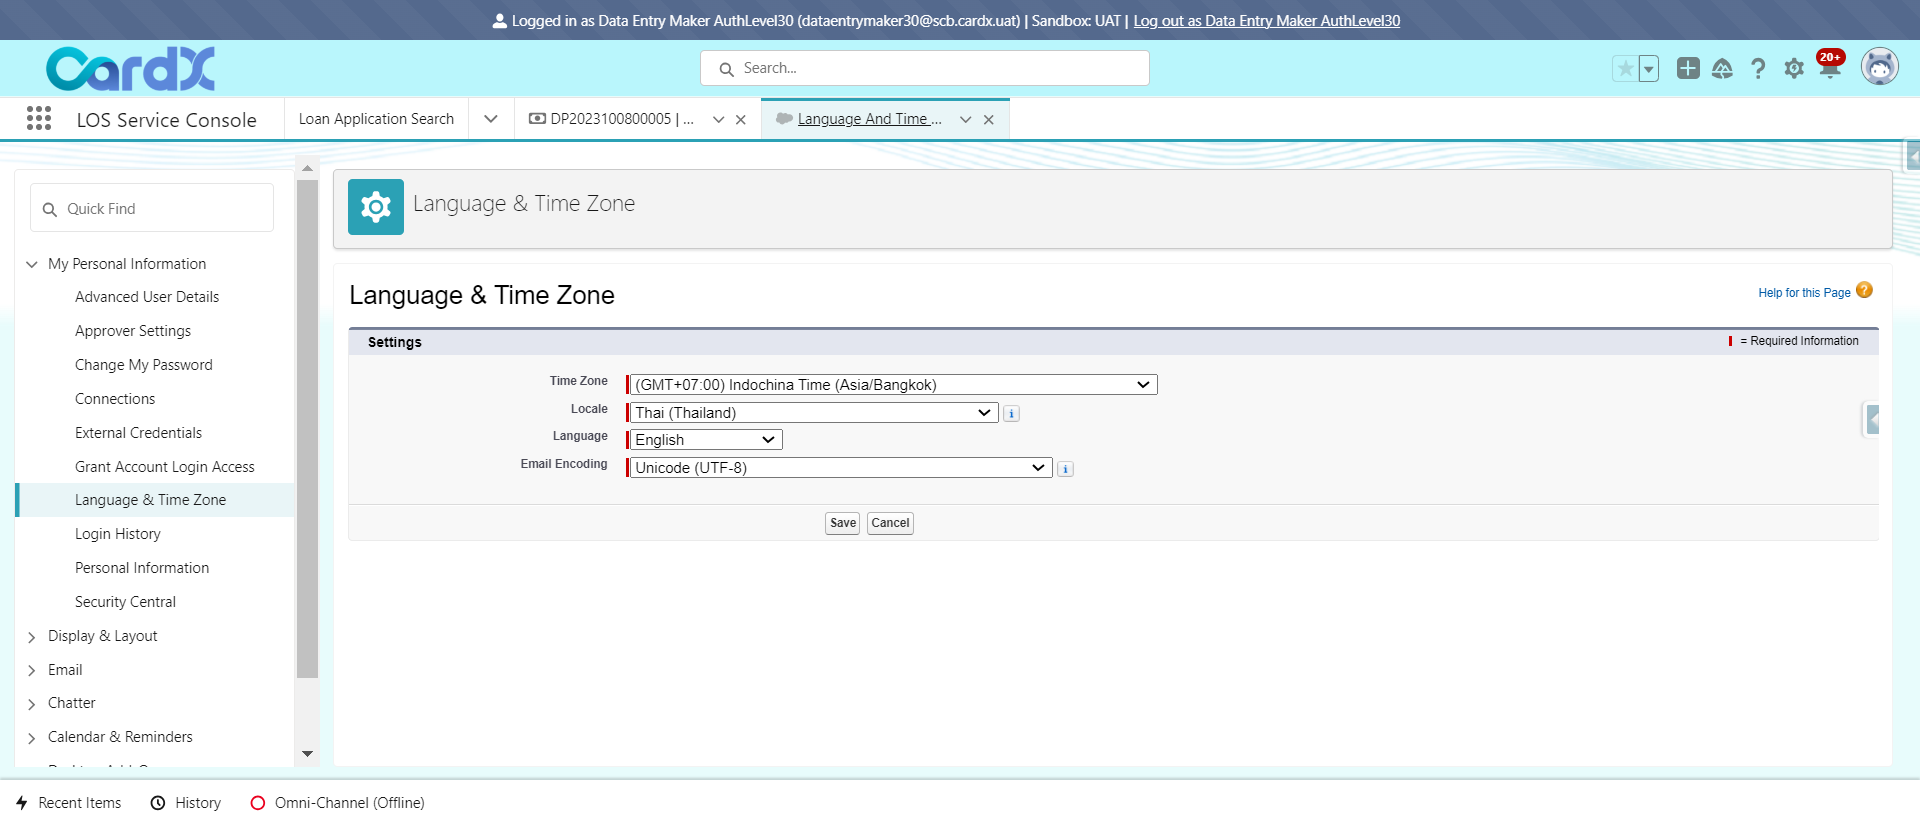 Logged in as Data Entry Maker AuthLevel30 (dataentrymaker30@scb.cardx.uat) | Sandbox: UAT | Log out as Data Entry Maker AuthLevel30
CardX
Search...
20+
LOS Service Console
Loan Application Search
DP2023100800005 | ...
Language And Time ...
Quick Find
My Personal Information
Advanced User Details
Approver Settings
Change My Password
Connections
External Credentials
Grant Account Login Access
Language & Time Zone
Login History
Personal Information
Security Central
Display & Layout
Email
Chatter
Calendar & Reminders
Language & Time Zone
Language & Time Zone
Help for this Page
Settings
= Required Information
Time Zone (GMT+07:00) Indochina Time (Asia/Bangkok)
Locale Thai (Thailand)
Language English
Email Encoding Unicode (UTF-8)
Save Cancel
Recent Items
History
Omni-Channel (Offline)